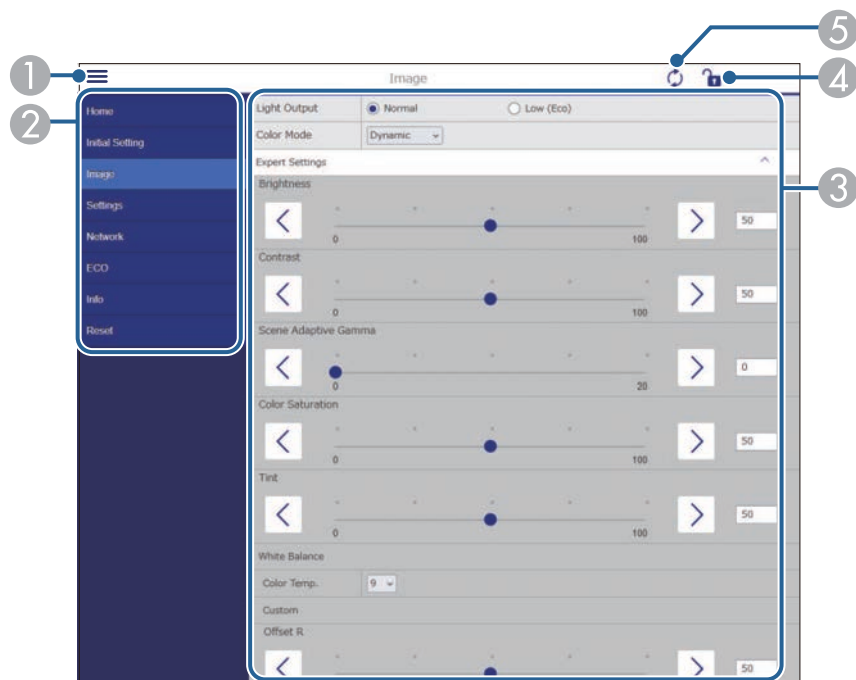 5
1
Image
4
2
Home
Initial Setting
Image
Settings
Network
ECO
Info
Reset
Light Output Normal Low (Eco)
Color Mode Dynamic
Expert Settings
3
Brightness
50
0 100
Contrast
50
0 100
Scene Adaptive Gamma
0
0 20
Color Saturation
50
0 100
Tint
50
0 100
White Balance
Color Temp. 9
Custom
Offset R
50